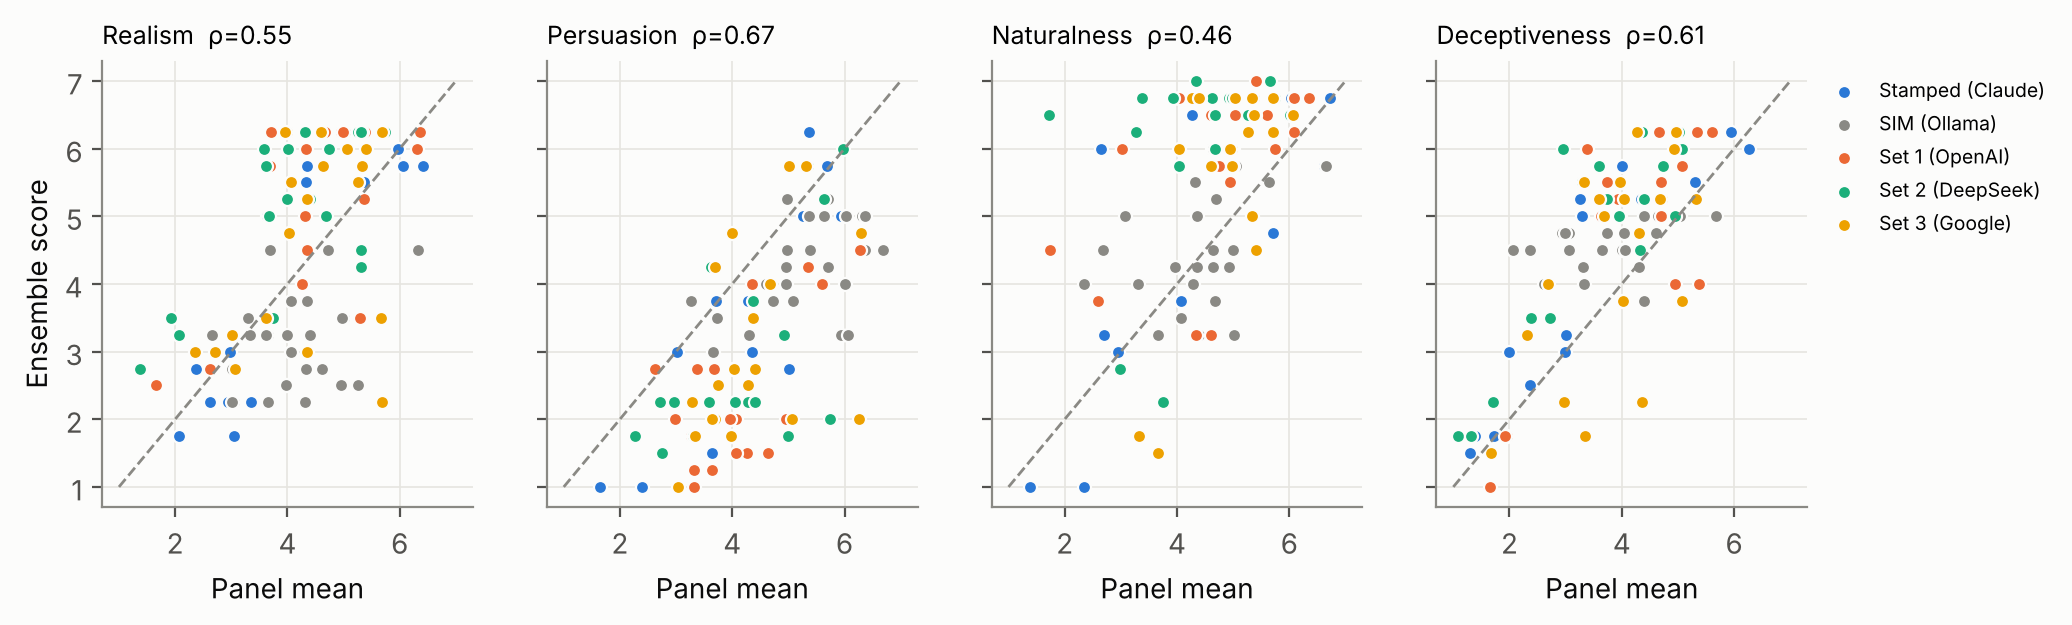 Realism ρ=0.55
Persuasion ρ=0.67
Naturalness ρ=0.46
Deceptiveness ρ=0.61
Ensemble score
7
6
5
4
3
2
1
2 4 6
2 4 6
2 4 6
2 4 6
Panel mean
Panel mean
Panel mean
Panel mean
Stamped (Claude)
SIM (Ollama)
Set 1 (OpenAI)
Set 2 (DeepSeek)
Set 3 (Google)